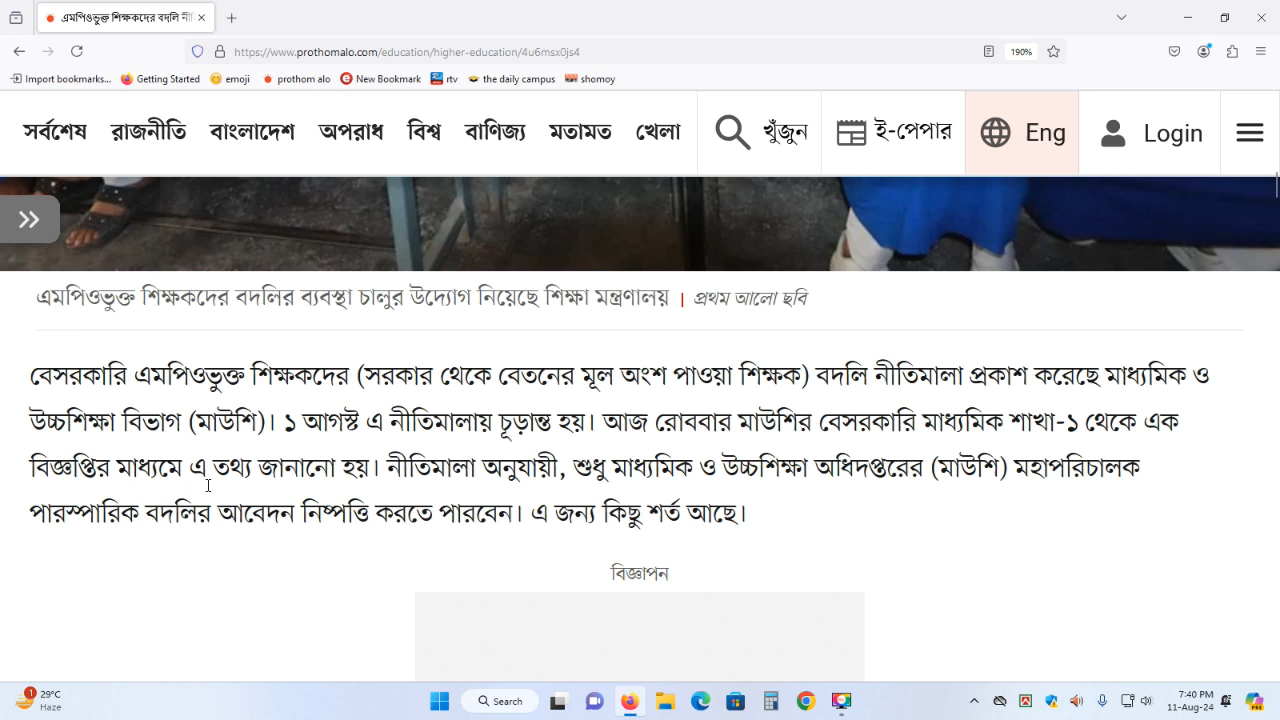 এমপিওভুক্ত শিক্ষকদের বদলি নী
https://www.prothomalo.com/education/higher-education/4u6msx0js4
190%
Import bookmarks... Getting Started emoji prothom alo New Bookmark rtv the daily campus shomoy
সর্বশেষ রাজনীতি বাংলাদেশ অপরাধ বিশ্ব বাণিজ্য মতামত খেলা খুঁজুন ই-পেপার Eng Login
এমপিওভুক্ত শিক্ষকদের বদলির ব্যবস্থা চালুর উদ্যোগ নিয়েছে শিক্ষা মন্ত্রণালয় | প্রথম আলো ছবি
বেসরকারি এমপিওভুক্ত শিক্ষকদের (সরকার থেকে বেতনের মূল অংশ পাওয়া শিক্ষক) বদলি নীতিমালা প্রকাশ করেছে মাধ্যমিক ও
উচ্চশিক্ষা বিভাগ (মাউশি)। ১ আগস্ট এ নীতিমালায় চূড়ান্ত হয়। আজ রোববার মাউশির বেসরকারি মাধ্যমিক শাখা-১ থেকে এক
বিজ্ঞপ্তির মাধ্যমে এ তথ্য জানানো হয়। নীতিমালা অনুযায়ী, শুধু মাধ্যমিক ও উচ্চশিক্ষা অধিদপ্তরের (মাউশি) মহাপরিচালক
পারস্পারিক বদলির আবেদন নিষ্পত্তি করতে পারবেন। এ জন্য কিছু শর্ত আছে।
বিজ্ঞাপন
29°C
Haze
Search
7:40 PM
11-Aug-24